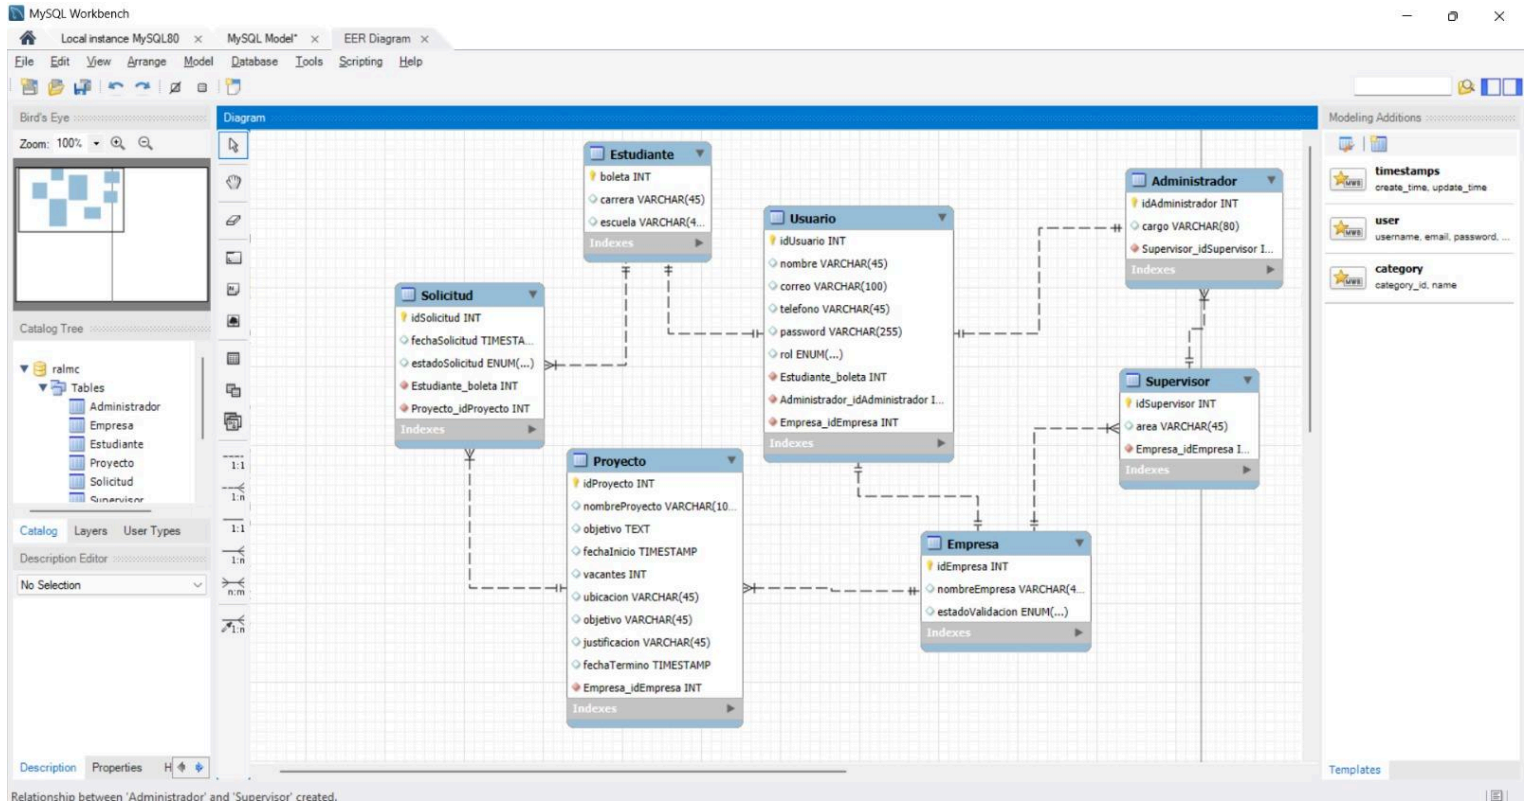 MySQL Workbench
Local instance MySQL80 × MySQL Model* × EER Diagram ×
File Edit View Arrange Model Database Tools Scripting Help
Bird's Eye
Zoom: 100%
Catalog Tree
ralmc
Tables
Administrador
Empresa
Estudiante
Proyecto
Solicitud
Supervisor
Catalog Layers User Types
Description Editor
No Selection
Description Properties H
Diagram
1:1
1:n
1:1
1:n
n:m
1:n
Estudiante
boleta INT
carrera VARCHAR(45)
escuela VARCHAR(4...
Indexes
Solicitud
idSolicitud INT
fechaSolicitud TIMESTA...
estadoSolicitud ENUM(...)
Estudiante_boleta INT
Proyecto_idProyecto INT
Indexes
Usuario
idUsuario INT
nombre VARCHAR(45)
correo VARCHAR(100)
telefono VARCHAR(45)
password VARCHAR(255)
rol ENUM(...)
Estudiante_boleta INT
Administrador_idAdministrador I...
Empresa_idEmpresa INT
Indexes
Administrador
idAdministrador INT
cargo VARCHAR(80)
Supervisor_idSupervisor I...
Indexes
Supervisor
idSupervisor INT
area VARCHAR(45)
Empresa_idEmpresa I...
Indexes
Proyecto
idProyecto INT
nombreProyecto VARCHAR(10...
objetivo TEXT
fechaInicio TIMESTAMP
vacantes INT
ubicacion VARCHAR(45)
objetivo VARCHAR(45)
justificacion VARCHAR(45)
fechaTermino TIMESTAMP
Empresa_idEmpresa INT
Indexes
Empresa
idEmpresa INT
nombreEmpresa VARCHAR(4...
estadoValidacion ENUM(...)
Indexes
Modeling Additions
timestamps
create_time, update_time
user
username, email, password, ...
category
category_id, name
Templates
Relationship between 'Administrador' and 'Supervisor' created.